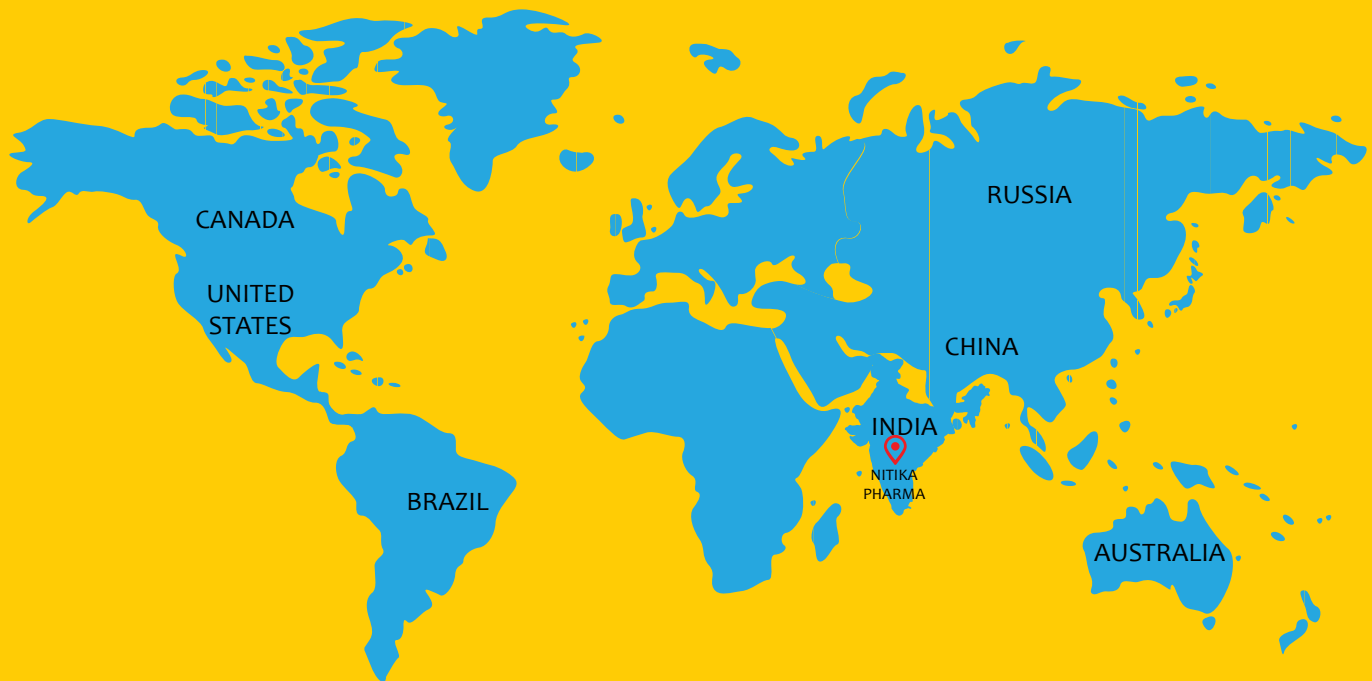 RUSSIA
CANADA
UNITED
STATES
CHINA
INDIA
NITIKA
PHARMA
BRAZIL
AUSTRALIA